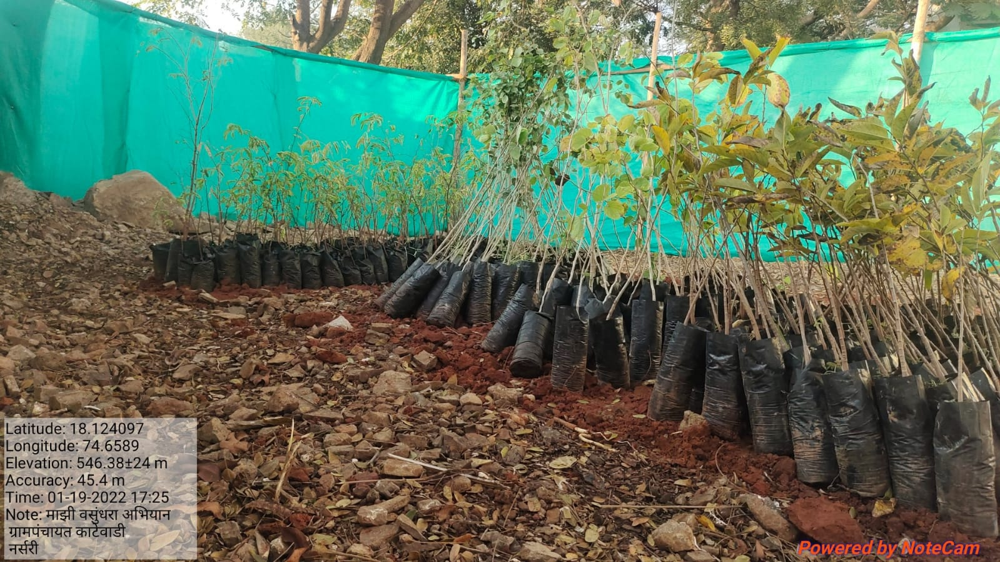 Latitude: 18.124097
Longitude: 74.6589
Elevation: 546.38±24 m
Accuracy: 45.4 m
Time: 01-19-2022 17:25
Note: माझी वसुंधरा अभियान
ग्रामपंचायत काटेवाडी
नर्सरी
Powered by NoteCam